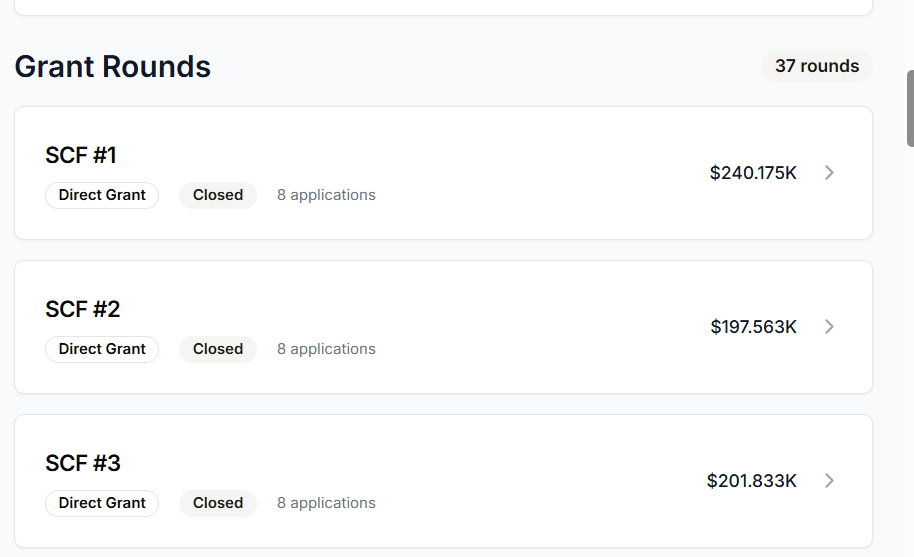 Grant Rounds
37 rounds
SCF #1
$240.175K
Direct Grant Closed 8 applications
SCF #2
$197.563K
Direct Grant Closed 8 applications
SCF #3
$201.833K
Direct Grant Closed 8 applications